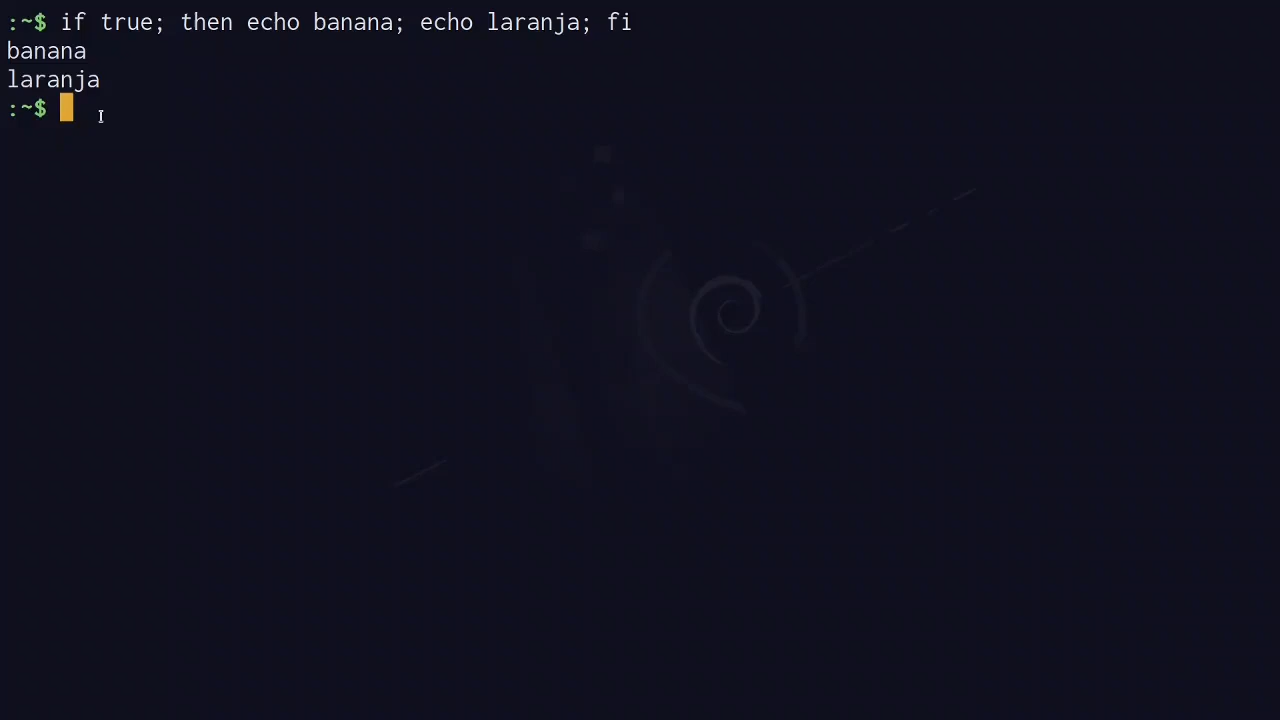 :~$ if true; then echo banana; echo laranja; fi
banana
laranja
:~$